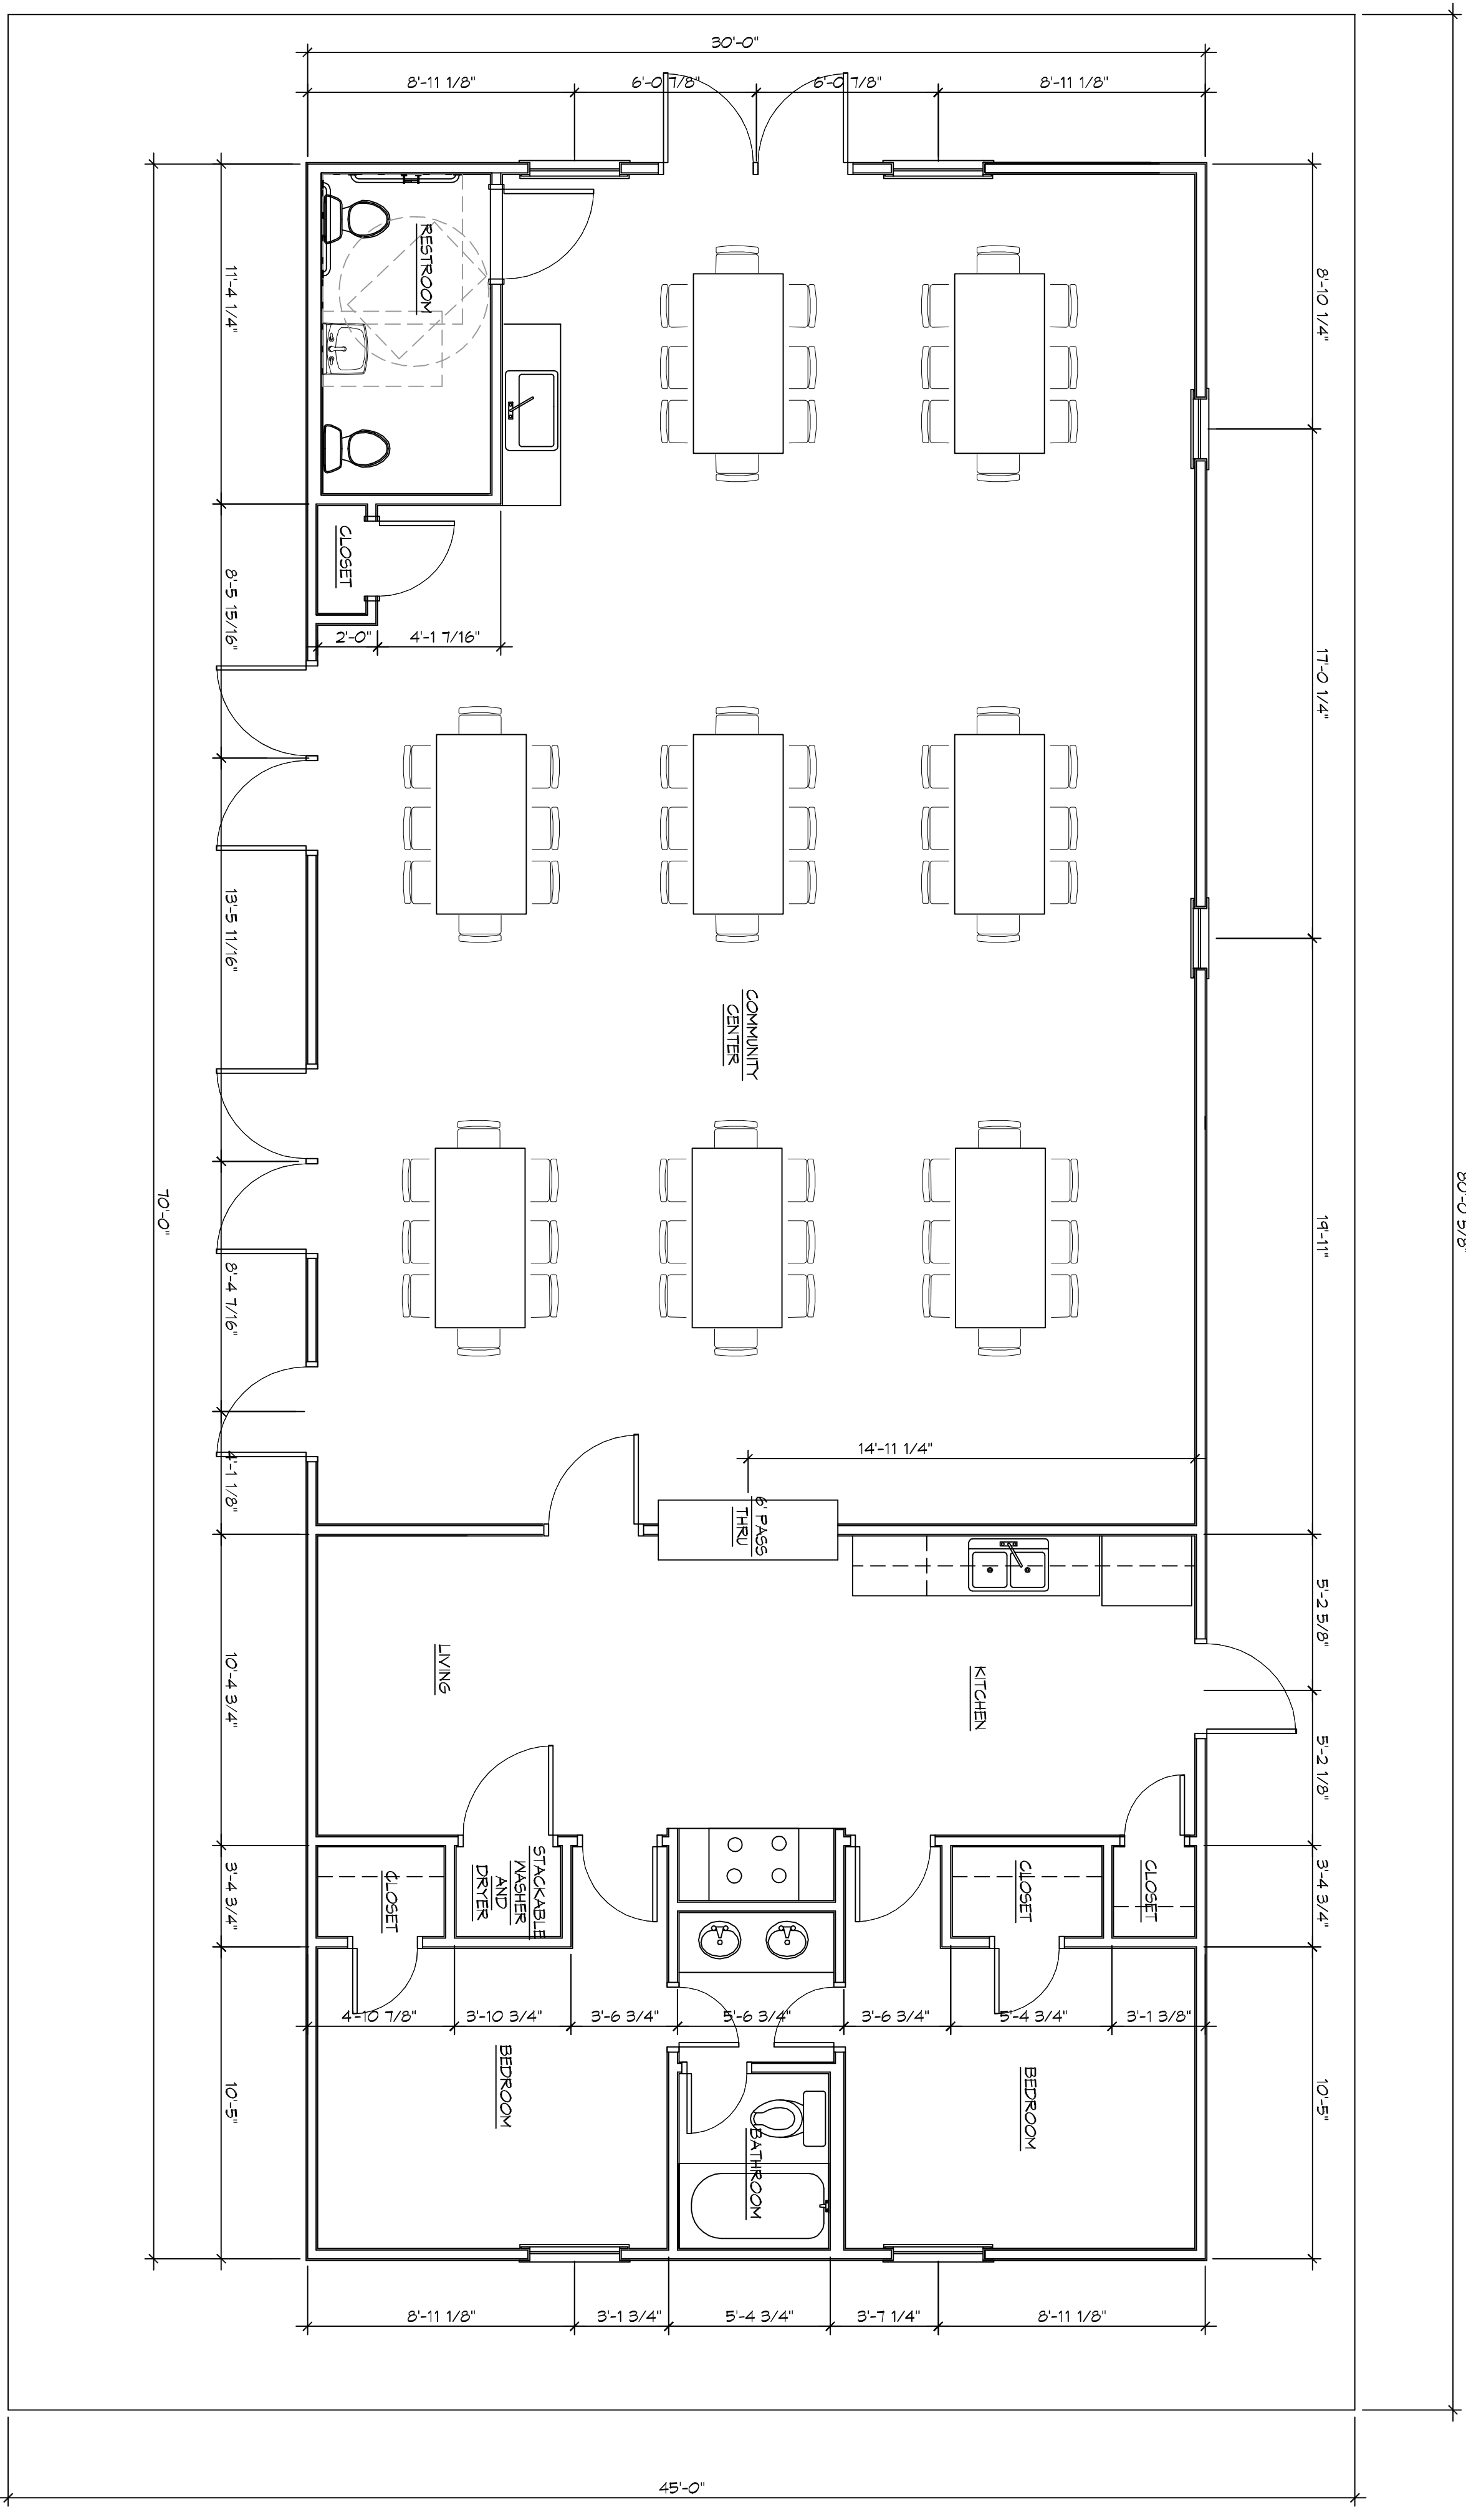 30'-0"
8'-11 1/8"
6'-0 7/8"
6'-0 7/8"
8'-11 1/8"
RESTROOM
11'-4 1/4"
8'-10 1/4"
CLOSET
8'-5 15/16"
2'-0"
4'-1 7/16"
17'-0 1/4"
13'-5 11/16"
COMMUNITY
CENTER
70'-0"
80'-0 5/8"
19'-11"
8'-4 7/16"
14'-11 1/4"
4'-1 1/8"
6' PASS
THRU
5'-2 5/8"
LIVING
KITCHEN
10'-4 3/4"
5'-2 1/8"
STACKABLE
WASHER
AND
DRYER
CLOSET
CLOSET
CLOSET
3'-4 3/4"
3'-4 3/4"
4'-10 7/8"
3'-10 3/4"
3'-6 3/4"
5'-6 3/4"
3'-6 3/4"
5'-4 3/4"
3'-1 3/8"
BEDROOM
BEDROOM
10'-5"
10'-5"
BATHROOM
8'-11 1/8"
3'-1 3/4"
5'-4 3/4"
3'-7 1/4"
8'-11 1/8"
45'-0"